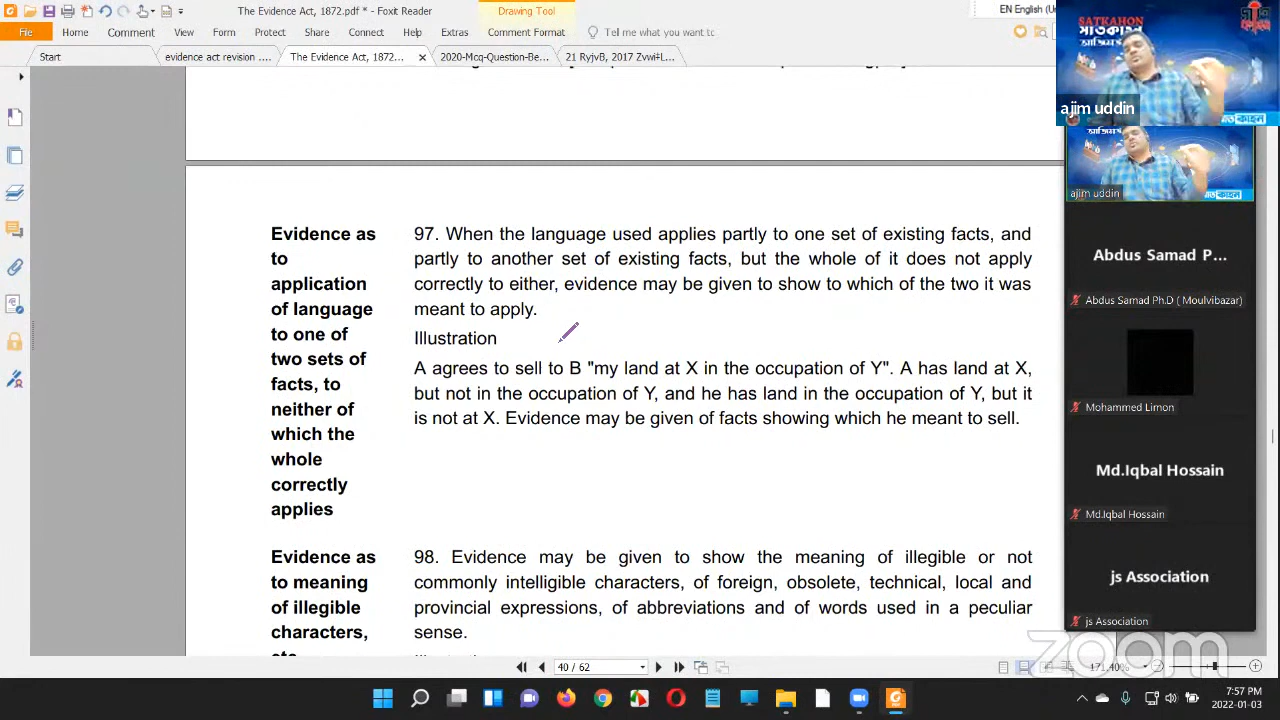 The Evidence Act, 1872.pdf * - Foxit Reader
Drawing Tool
EN English (Un
File
Home
Comment
View
Form
Protect
Share
Connect
Help
Extras
Comment Format
Tell me what you want to do
Start
evidence act revision ....
The Evidence Act, 1872...
2020-Mcq-Question-Be...
21 RyjvB, 2017 Zvwi‡L...
SATKAHON
সাতকাহন
ajim uddin
ajim uddin
Abdus Samad P...
Abdus Samad Ph.D ( Moulvibazar)
Mohammed Limon
Md.Iqbal Hossain
Md.Iqbal Hossain
js Association
js Association
Evidence as
to
application
of language
to one of
two sets of
facts, to
neither of
which the
whole
correctly
applies
97. When the language used applies partly to one set of existing facts, and
partly to another set of existing facts, but the whole of it does not apply
correctly to either, evidence may be given to show to which of the two it was
meant to apply.
Illustration
A agrees to sell to B "my land at X in the occupation of Y". A has land at X,
but not in the occupation of Y, and he has land in the occupation of Y, but it
is not at X. Evidence may be given of facts showing which he meant to sell.
Evidence as
to meaning
of illegible
characters,
98. Evidence may be given to show the meaning of illegible or not
commonly intelligible characters, of foreign, obsolete, technical, local and
provincial expressions, of abbreviations and of words used in a peculiar
sense.
zoom
40 / 62
171.40%
7:57 PM
2022-01-03